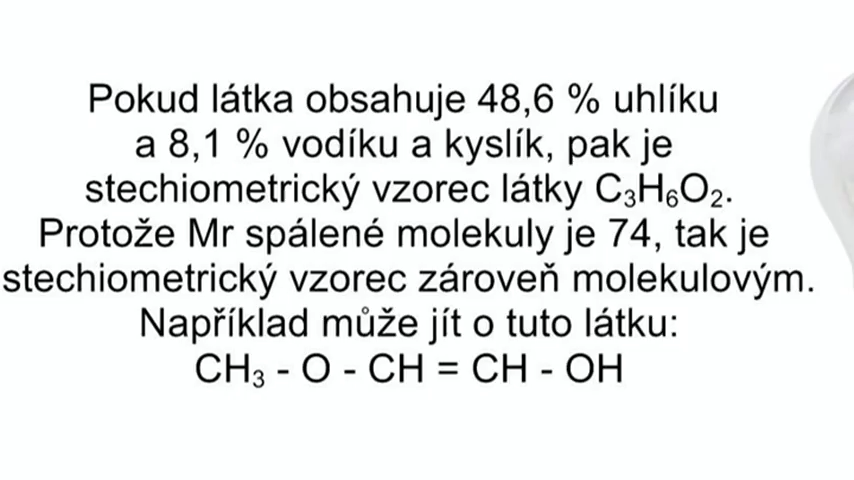 Pokud látka obsahuje 48,6 % uhlíku
a 8,1 % vodíku a kyslík, pak je
stechiometrický vzorec látky C₃H₆O₂.
Protože Mr spálené molekuly je 74, tak je
stechiometrický vzorec zároveň molekulovým.
Například může jít o tuto látku:
CH₃ - O - CH = CH - OH